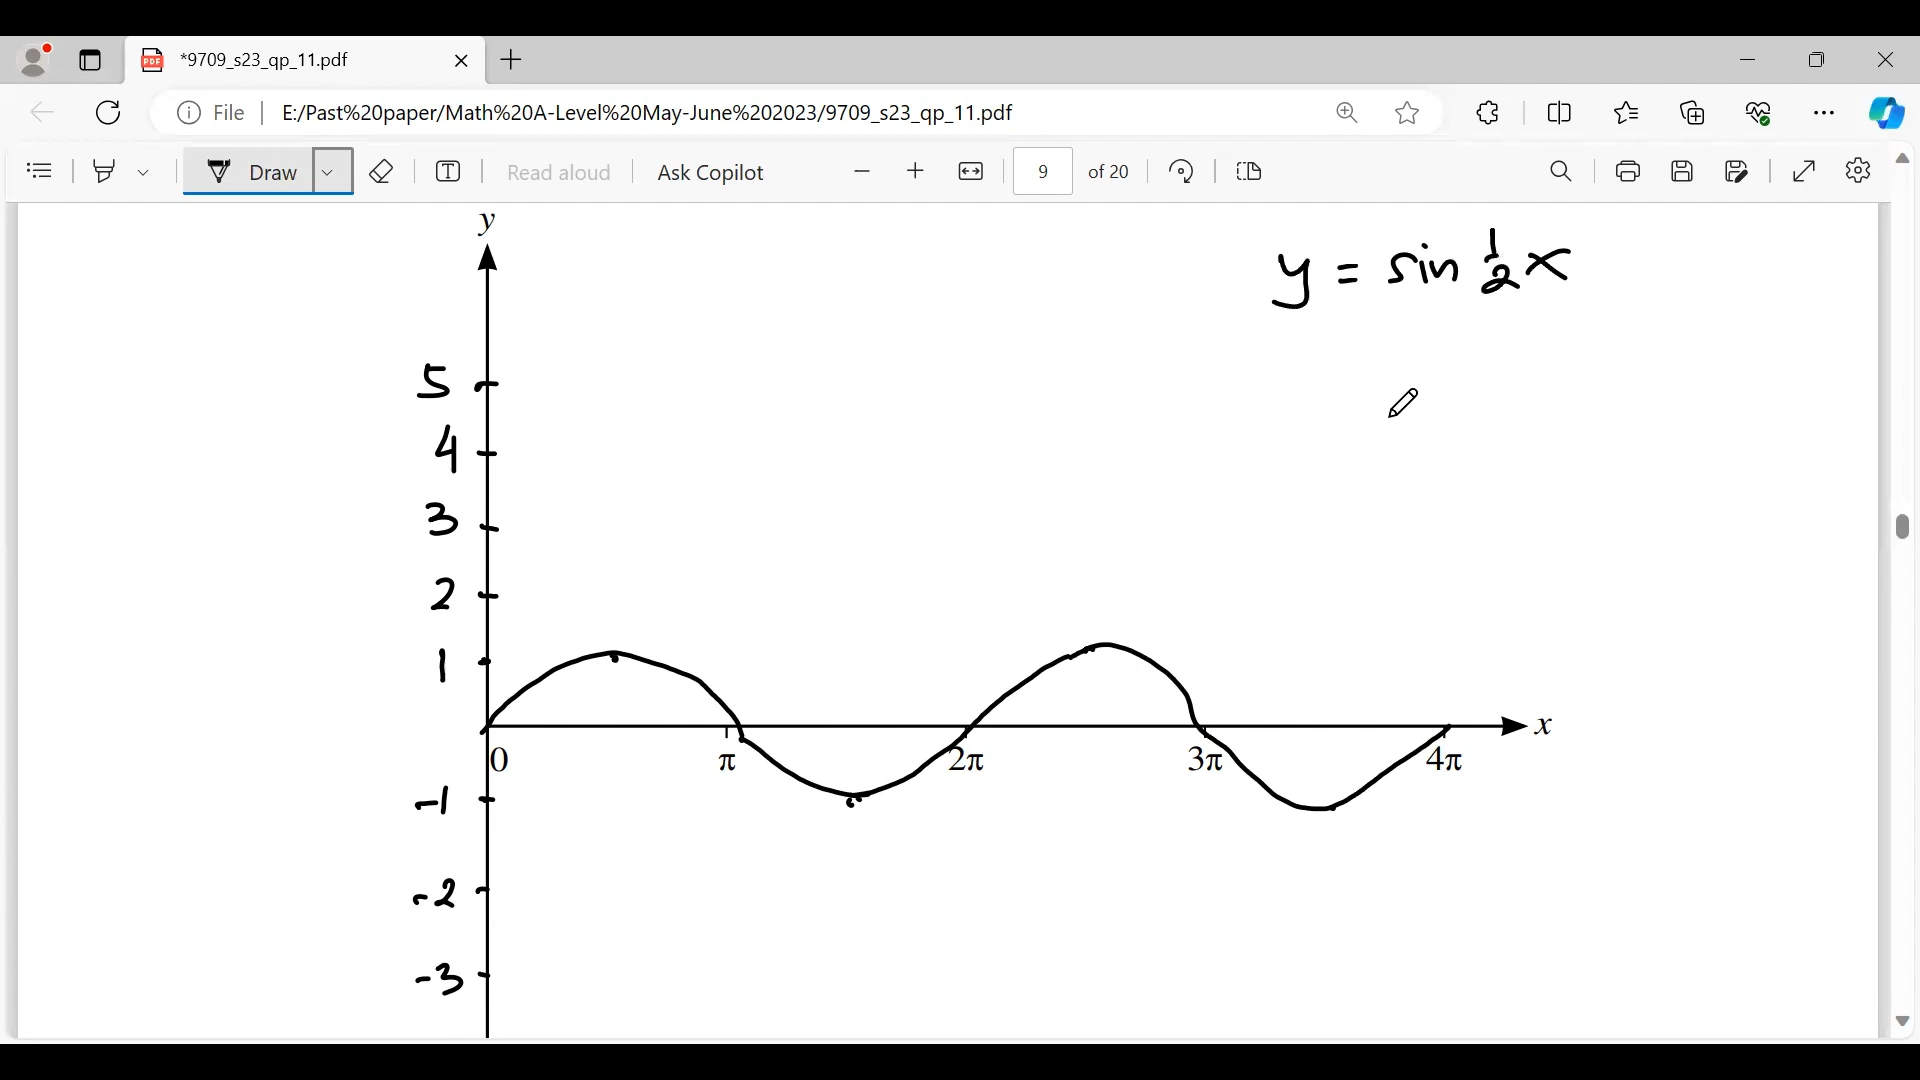 *9709_s23_qp_11.pdf
File
E:/Past%20paper/Math%20A-Level%20May-June%202023/9709_s23_qp_11.pdf
Draw
Read aloud
Ask Copilot
9
of 20
y
y = sin ½x
5
4
3
2
1
x
0
π
2π
3π
4π
-1
-2
-3